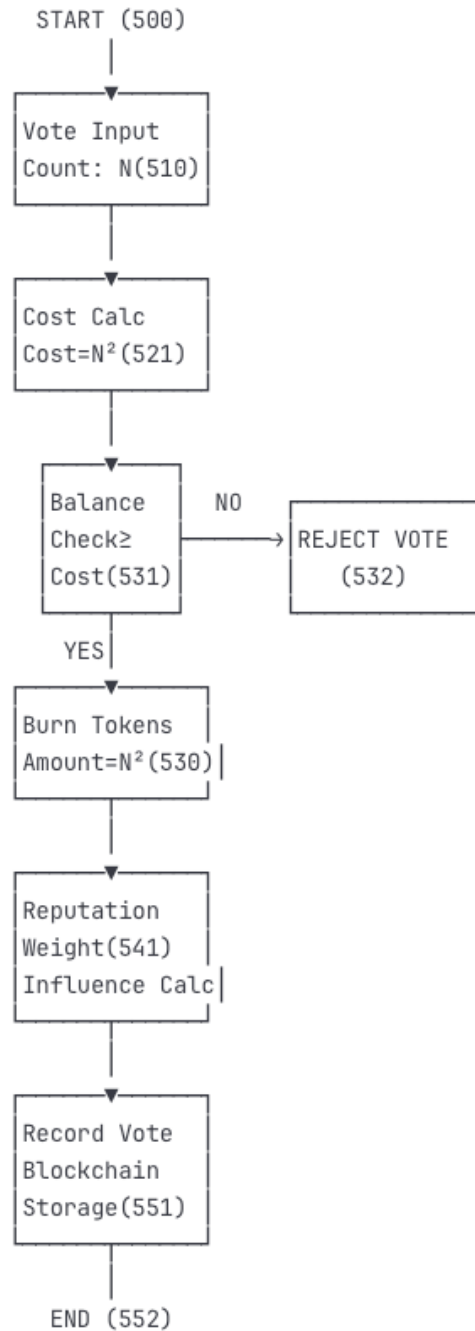 START (500)
Vote Input
Count: N(510)
Cost Calc
Cost=N²(521)
Balance
Check≥
Cost(531)
NO
REJECT VOTE
(532)
YES
Burn Tokens
Amount=N²(530)
Reputation
Weight(541)
Influence Calc
Record Vote
Blockchain
Storage(551)
END (552)